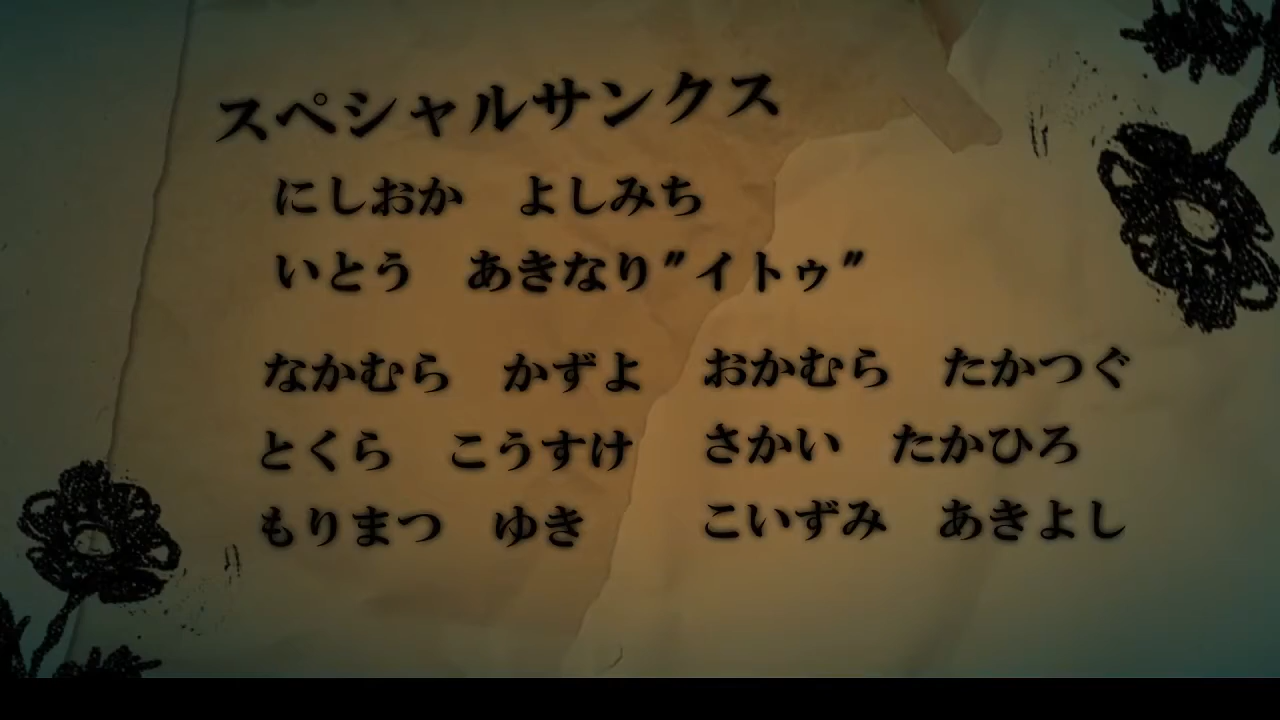 スペシャルサンクス
にしおか　よしみち
いとう　あきなり"イトゥ"
なかむら　かずよ　おかむら　たかつぐ
とくら　こうすけ　さかい　たかひろ
もりまつ　ゆき　こいずみ　あきよし